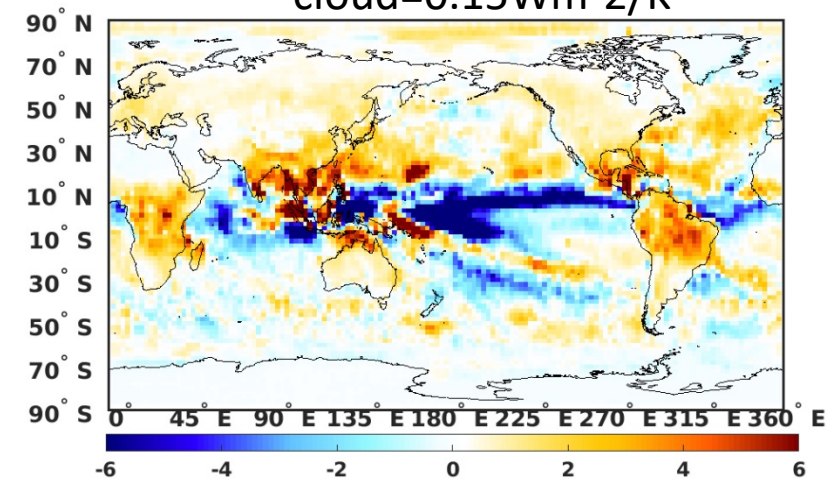 cloud=0.15Wm-2/K
90° N
70° N
50° N
30° N
10° N
10° S
30° S
50° S
70° S
90° S
0° 45° E 90° E 135° E 180° E 225° E 270° E 315° E 360° E
-6 -4 -2 0 2 4 6